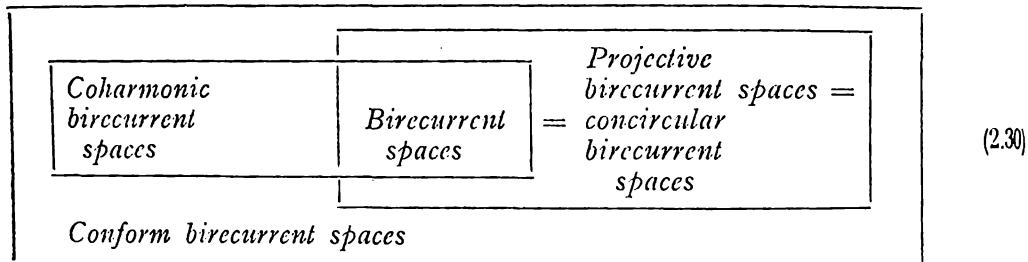 Coharmonic
birecurrent
spaces
Birecurrent
spaces
=
Projective
birecurrent spaces =
concircular
birecurrent
spaces
(2.30)
Conform birecurrent spaces